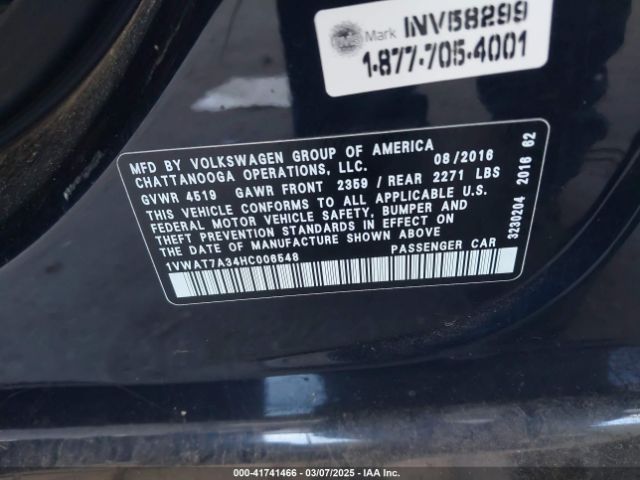 Mark INV58299
1-877-705-4001
MFD BY VOLKSWAGEN GROUP OF AMERICA
CHATTANOOGA OPERATIONS, LLC. 08/2016
GVWR 4519 GAWR FRONT 2359 / REAR 2271 LBS
THIS VEHICLE CONFORMS TO ALL APPLICABLE U.S.
FEDERAL MOTOR VEHICLE SAFETY, BUMPER AND
THEFT PREVENTION STANDARDS IN EFFECT ON
THE DATE OF MANUFACTURE SHOWN ABOVE
1VWAT7A34HC006548 PASSENGER CAR
3230204 2016 62
000-41741466 — 03/07/2025 — IAA, Inc.